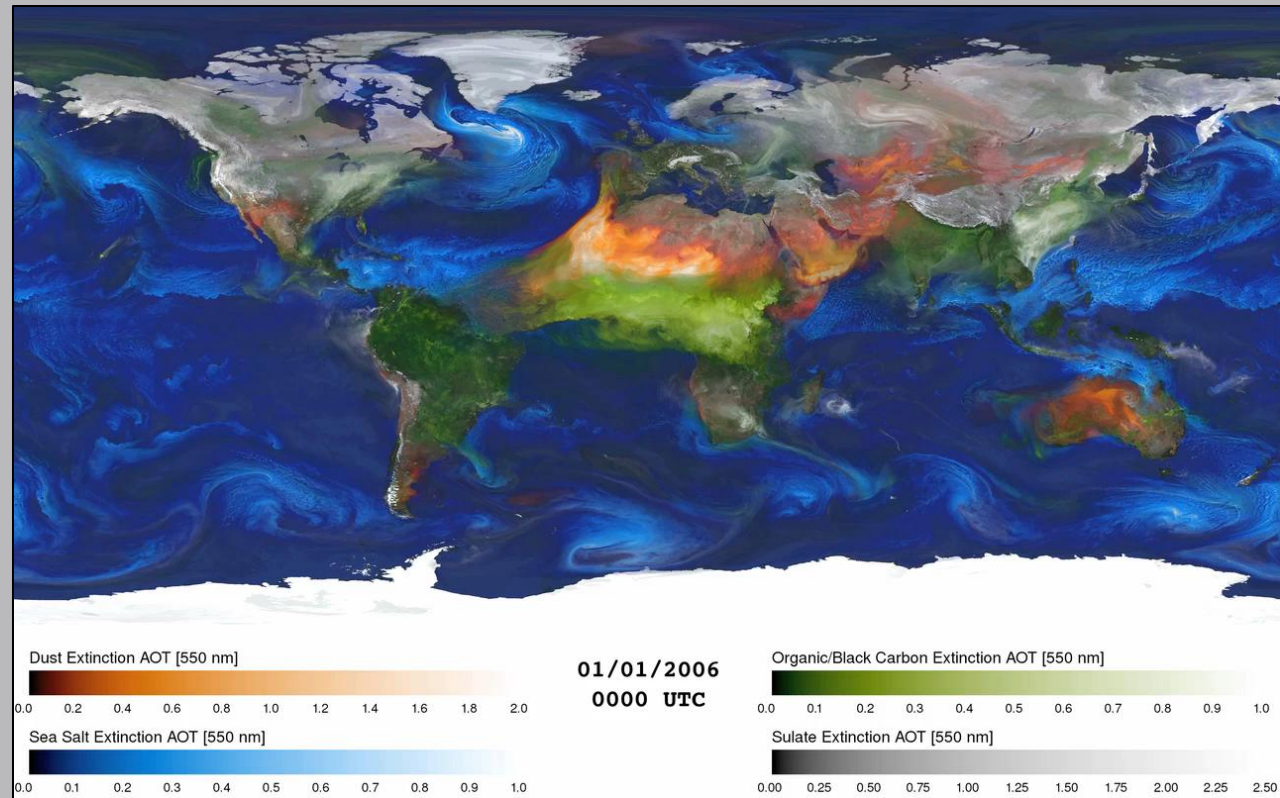 Dust Extinction AOT [550 nm]
0.0 0.2 0.4 0.6 0.8 1.0 1.2 1.4 1.6 1.8 2.0
Sea Salt Extinction AOT [550 nm]
0.0 0.1 0.2 0.3 0.4 0.5 0.6 0.7 0.8 0.9 1.0
01/01/2006
0000 UTC
Organic/Black Carbon Extinction AOT [550 nm]
0.0 0.1 0.2 0.3 0.4 0.5 0.6 0.7 0.8 0.9 1.0
Sulate Extinction AOT [550 nm]
0.00 0.25 0.50 0.75 1.00 1.25 1.50 1.75 2.00 2.25 2.50